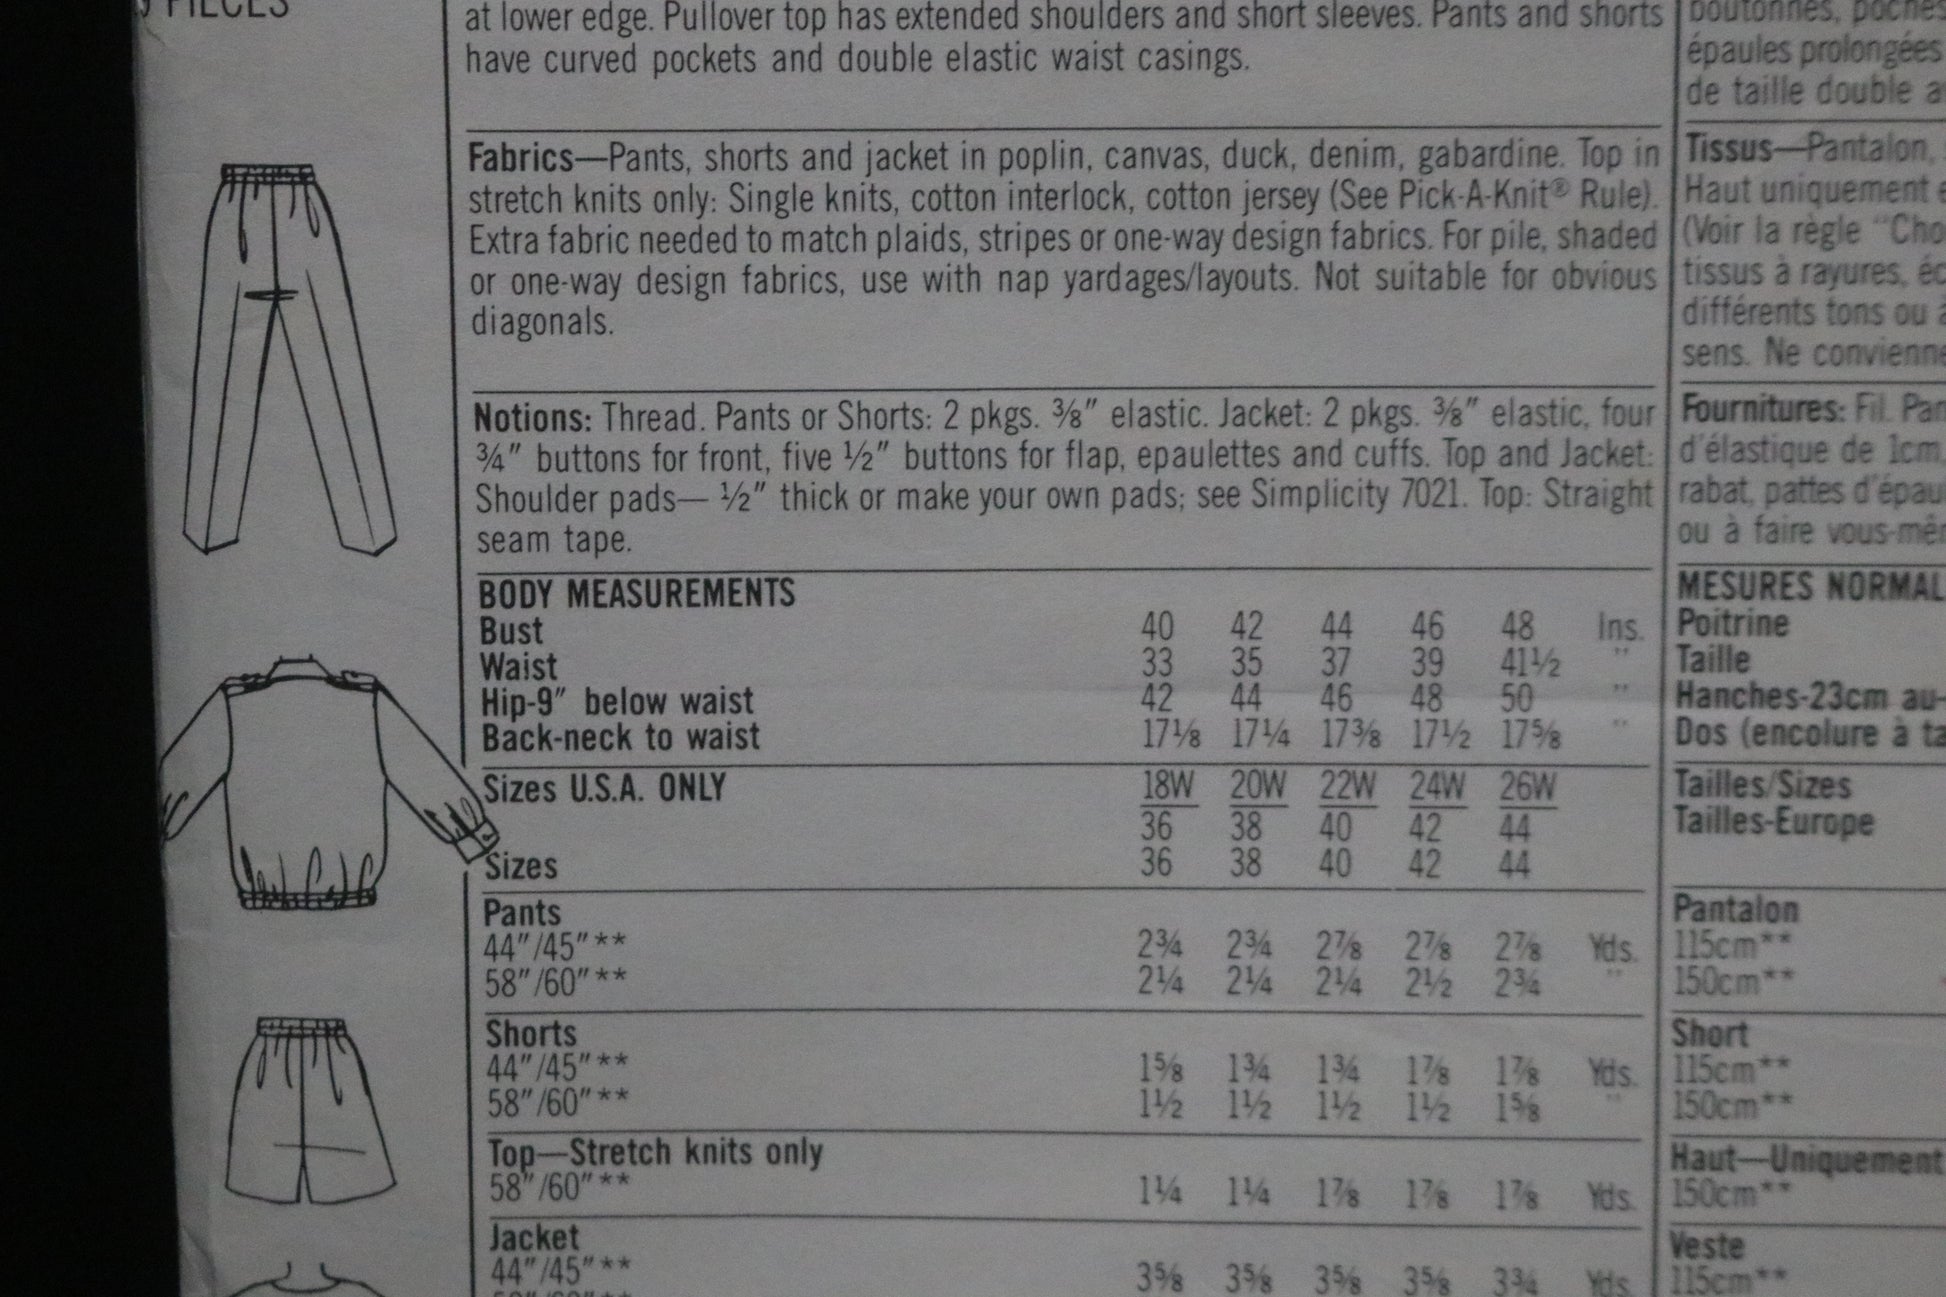 PIECES
at lower edge. Pullover top has extended shoulders and short sleeves. Pants and shorts
have curved pockets and double elastic waist casings.
Fabrics—Pants, shorts and jacket in poplin, canvas, duck, denim, gabardine. Top in
stretch knits only: Single knits, cotton interlock, cotton jersey (See Pick-A-Knit® Rule).
Extra fabric needed to match plaids, stripes or one-way design fabrics. For pile, shaded
or one-way design fabrics, use with nap yardages/layouts. Not suitable for obvious
diagonals.
Notions: Thread. Pants or Shorts: 2 pkgs. ⅜″ elastic. Jacket: 2 pkgs. ⅜″ elastic, four
¾″ buttons for front, five ½″ buttons for flap, epaulettes and cuffs. Top and Jacket:
Shoulder pads— ½″ thick or make your own pads; see Simplicity 7021. Top: Straight
seam tape.
BODY MEASUREMENTS
Bust 40 42 44 46 48 Ins.
Waist 33 35 37 39 41½ ″
Hip-9″ below waist 42 44 46 48 50 ″
Back-neck to waist 17⅛ 17¼ 17⅜ 17½ 17⅝ ″
Sizes U.S.A. ONLY 18W 20W 22W 24W 26W
36 38 40 42 44
Sizes 36 38 40 42 44
Pants
44″/45″** 2¾ 2¾ 2⅞ 2⅞ 2⅞ Yds.
58″/60″** 2¼ 2¼ 2¼ 2½ 2¾ ″
Shorts
44″/45″** 1⅝ 1¾ 1¾ 1⅞ 1⅞ Yds.
58″/60″** 1½ 1½ 1½ 1½ 1⅝ ″
Top—Stretch knits only
58″/60″** 1¼ 1¼ 1⅞ 1⅞ 1⅞ Yds.
Jacket
44″/45″** 3⅝ 3⅝ 3⅝ 3⅝ 3¾ Yds.
boutonnés, poches
épaules prolongées
de taille double a
Tissus—Pantalon,
Haut uniquement e
(Voir la règle "Cho
tissus à rayures, éc
différents tons ou à
sens. Ne convienne
Fournitures: Fil. Pan
d'élastique de 1cm,
rabat, pattes d'épau
ou à faire vous-mêm
MESURES NORMAL
Poitrine
Taille
Hanches-23cm au-
Dos (encolure à ta
Tailles/Sizes
Tailles-Europe
Pantalon
115cm**
150cm**
Short
115cm**
150cm**
Haut—Uniquement
150cm**
Veste
115cm**